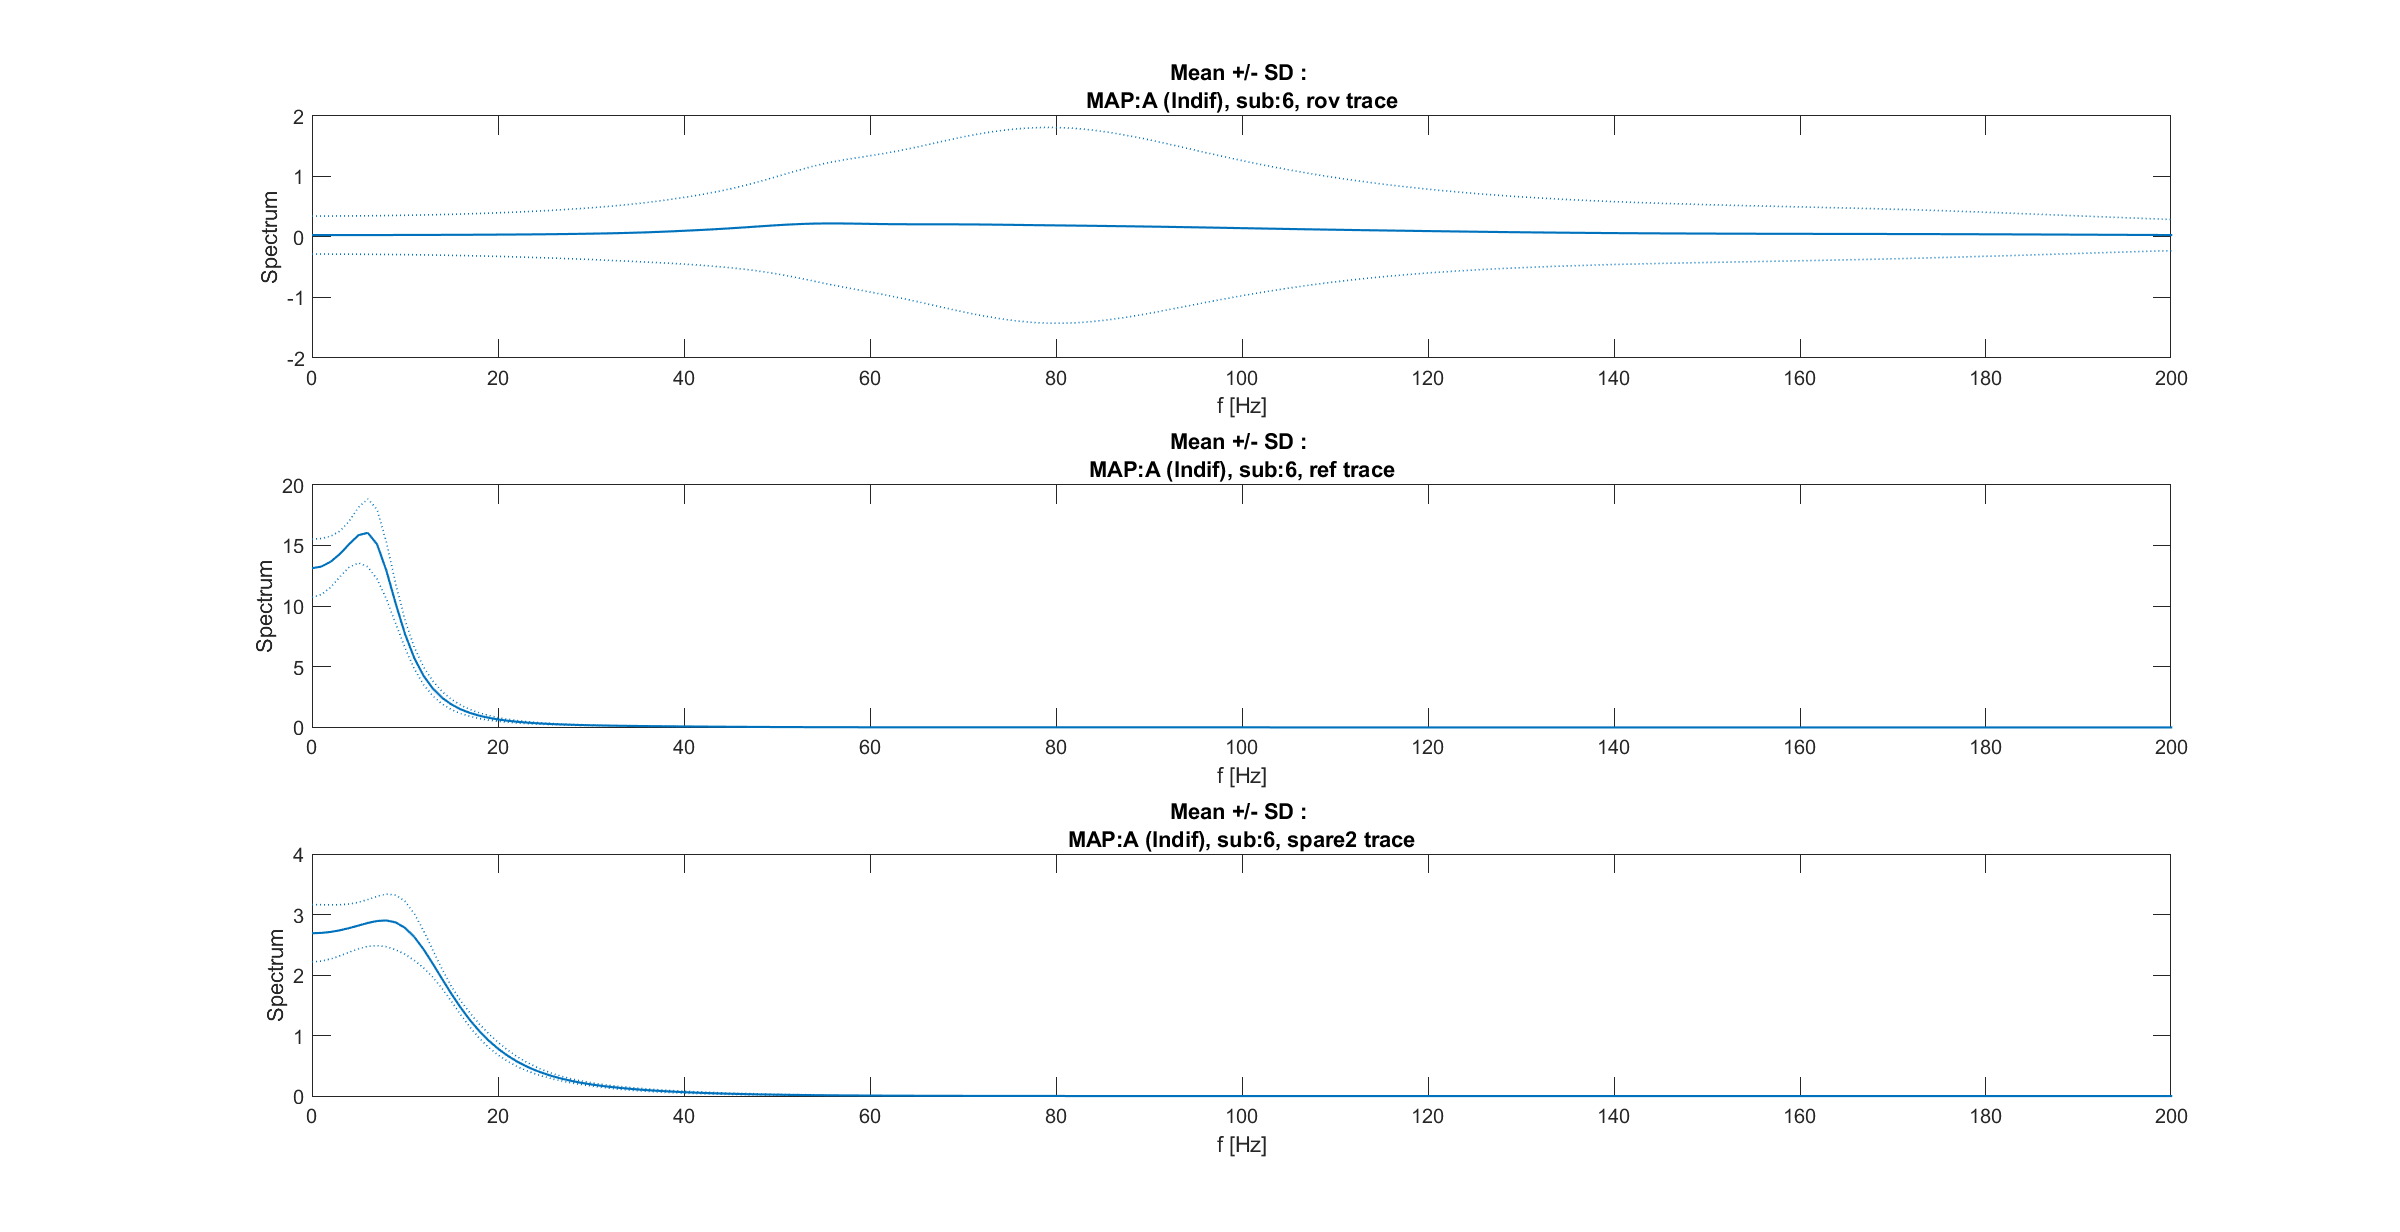 Mean +/- SD :
MAP:A (Indif), sub:6, rov trace
2
1
0
-1
-2
Spectrum
0 20 40 60 80 100 120 140 160 180 200
f [Hz]
Mean +/- SD :
MAP:A (Indif), sub:6, ref trace
20
15
10
5
0
Spectrum
0 20 40 60 80 100 120 140 160 180 200
f [Hz]
Mean +/- SD :
MAP:A (Indif), sub:6, spare2 trace
4
3
2
1
0
Spectrum
0 20 40 60 80 100 120 140 160 180 200
f [Hz]